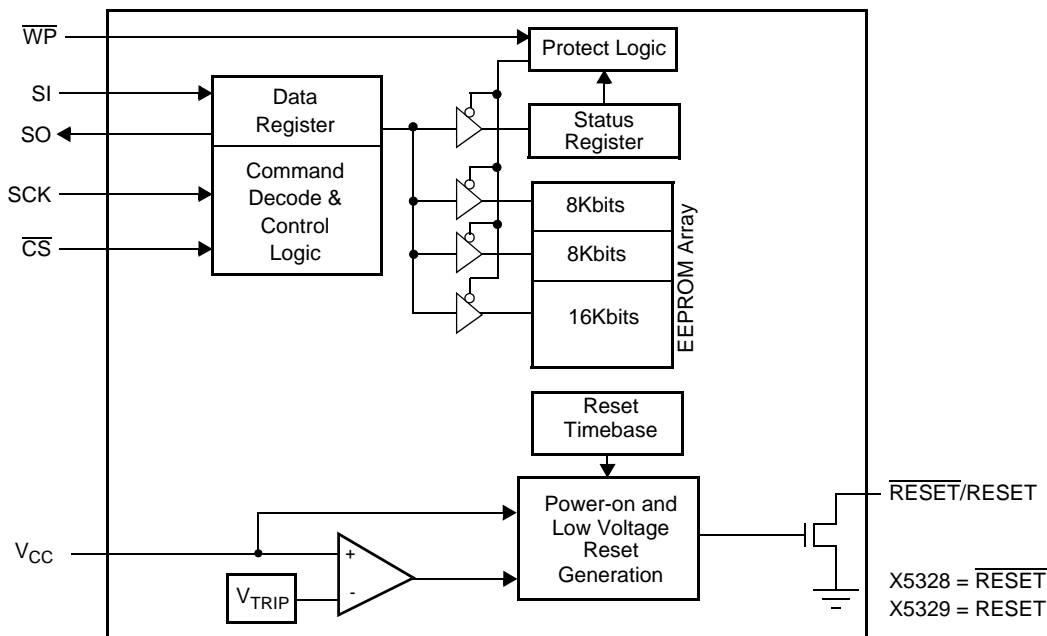 WP
Protect Logic
SI
Data
Register
SO
Status
Register
Command
Decode &
Control
Logic
SCK
CS
8Kbits
8Kbits
16Kbits
EEPROM Array
Reset
Timebase
Power-on and
Low Voltage
Reset
Generation
RESET/RESET
VCC
+
-
VTRIP
X5328 = RESET
X5329 = RESET